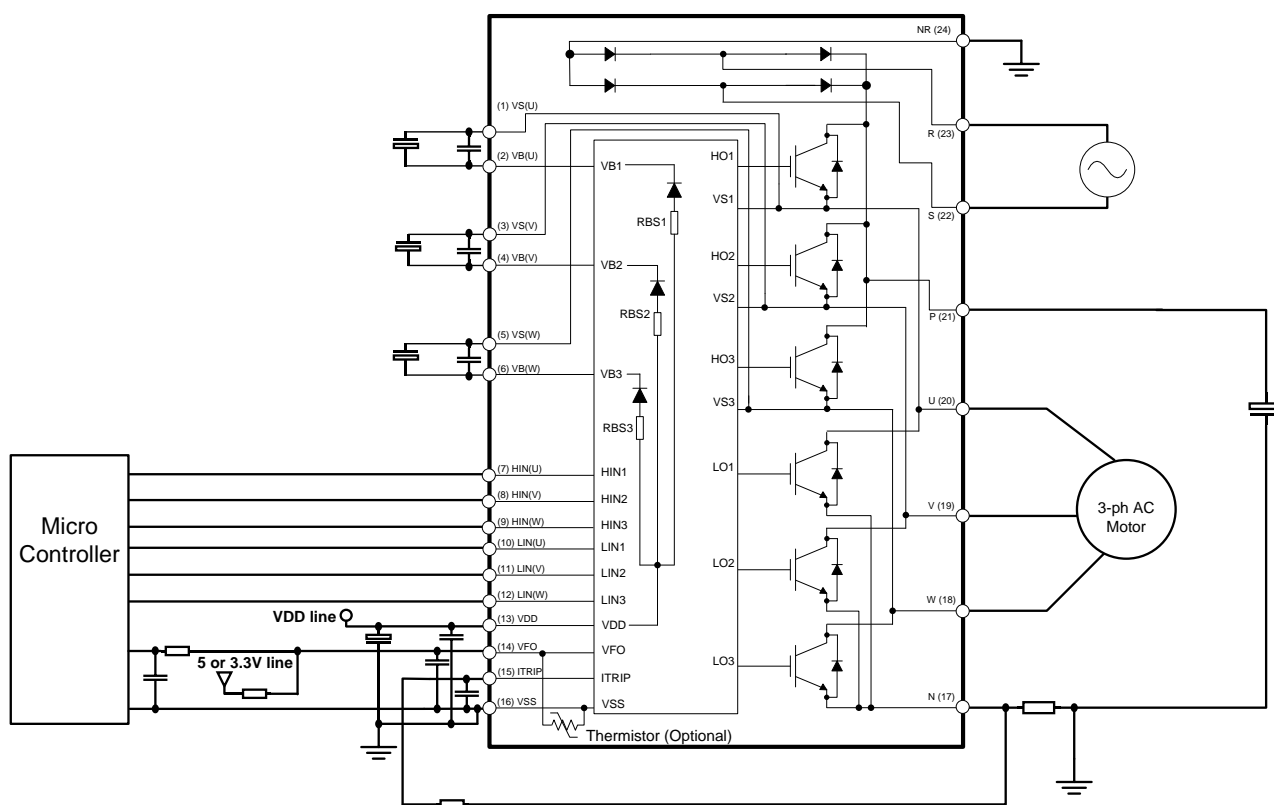 NR (24)
(1) VS(U)
R (23)
HO1
(2) VB(U)
VB1
VS1
RBS1
S (22)
(3) VS(V)
HO2
(4) VB(V)
VB2
VS2
RBS2
P (21)
(5) VS(W)
HO3
(6) VB(W)
VB3
VS3
U (20)
RBS3
LO1
(7) HIN(U)
HIN1
(8) HIN(V)
HIN2
(9) HIN(W)
HIN3
(10) LIN(U)
LIN1
(11) LIN(V)
LIN2
(12) LIN(W)
LIN3
Micro
Controller
V (19)
3-ph AC
Motor
LO2
W (18)
VDD line
(13) VDD
VDD
(14) VFO
VFO
5 or 3.3V line
(15) ITRIP
ITRIP
LO3
(16) VSS
VSS
N (17)
Thermistor (Optional)